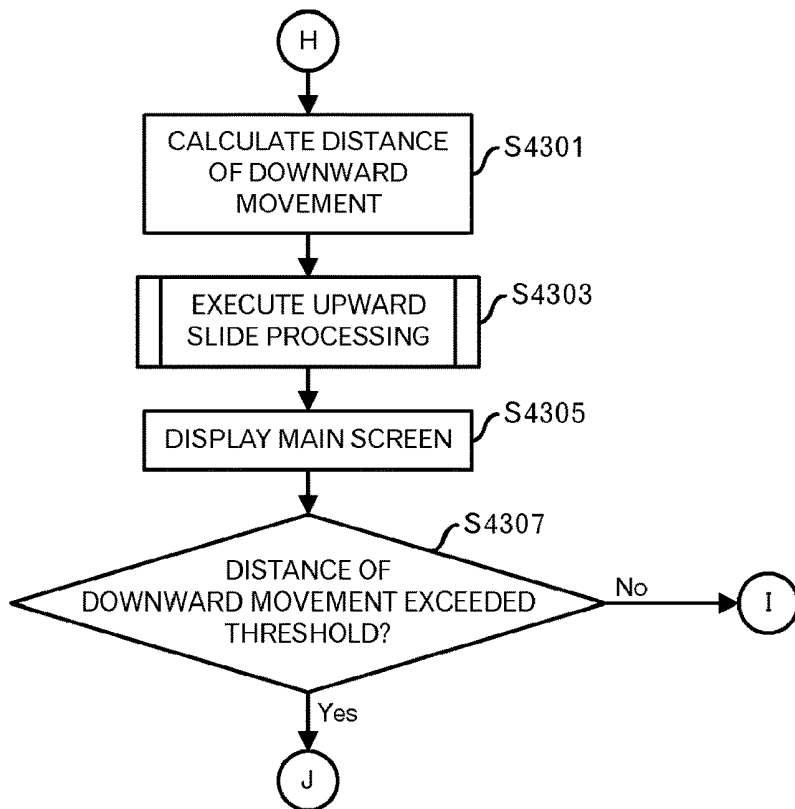 H
CALCULATE DISTANCE
OF DOWNWARD
MOVEMENT
S4301
EXECUTE UPWARD
SLIDE PROCESSING
S4303
DISPLAY MAIN SCREEN
S4305
S4307
DISTANCE OF
DOWNWARD MOVEMENT EXCEEDED
THRESHOLD?
No
I
Yes
J